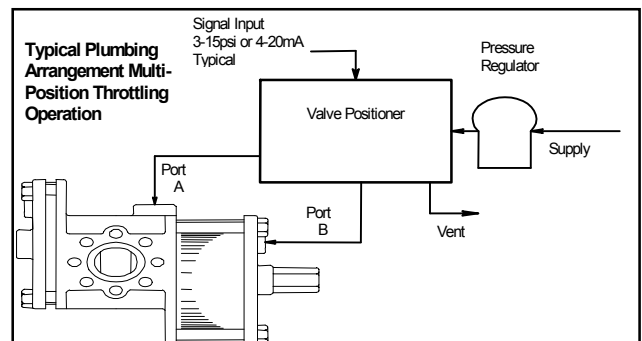 Typical Plumbing
Arrangement Multi-
Position Throttling
Operation
Signal Input
3-15psi or 4-20mA
Typical
Pressure
Regulator
Valve Positioner
Supply
Port
A
Port
B
Vent